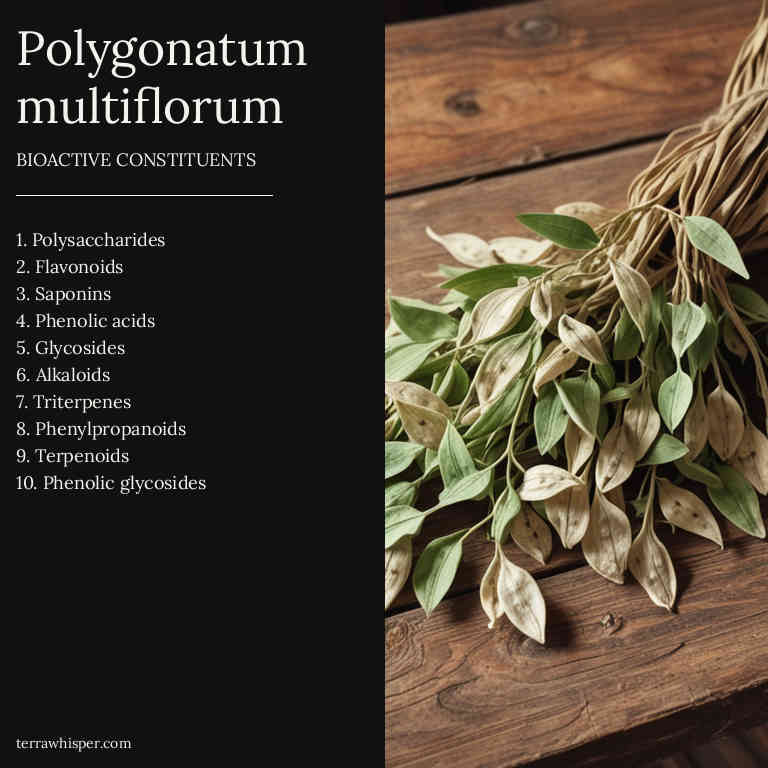 Polygonatum
multiflorum
BIOACTIVE CONSTITUENTS
1. Polysaccharides
2. Flavonoids
3. Saponins
4. Phenolic acids
5. Glycosides
6. Alkaloids
7. Triterpenes
8. Phenylpropanoids
9. Terpenoids
10. Phenolic glycosides
terrawhisper.com